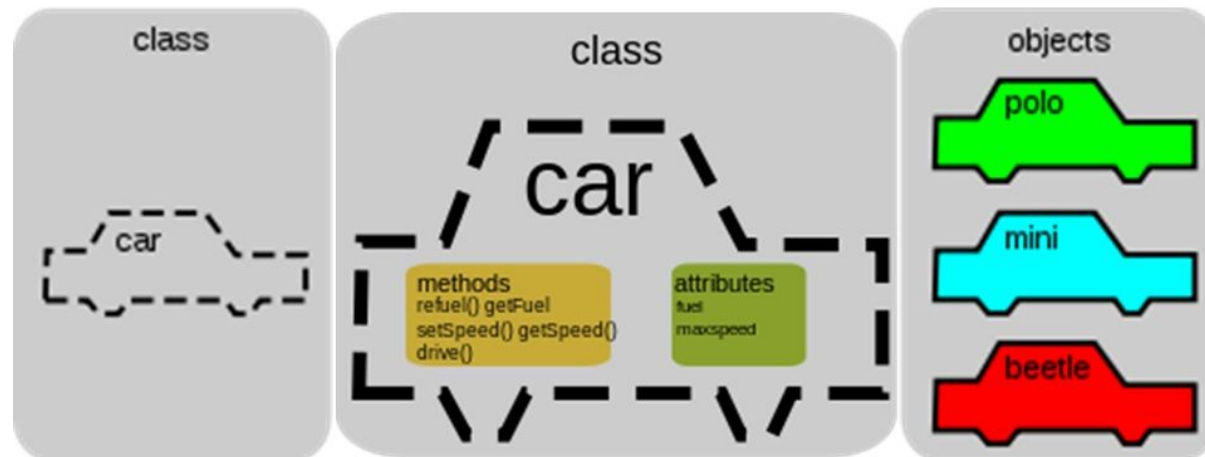 class
car
class
car
methods
refuel() getFuel
setSpeed() getSpeed()
drive()
attributes
fuel
maxspeed
objects
polo
mini
beetle